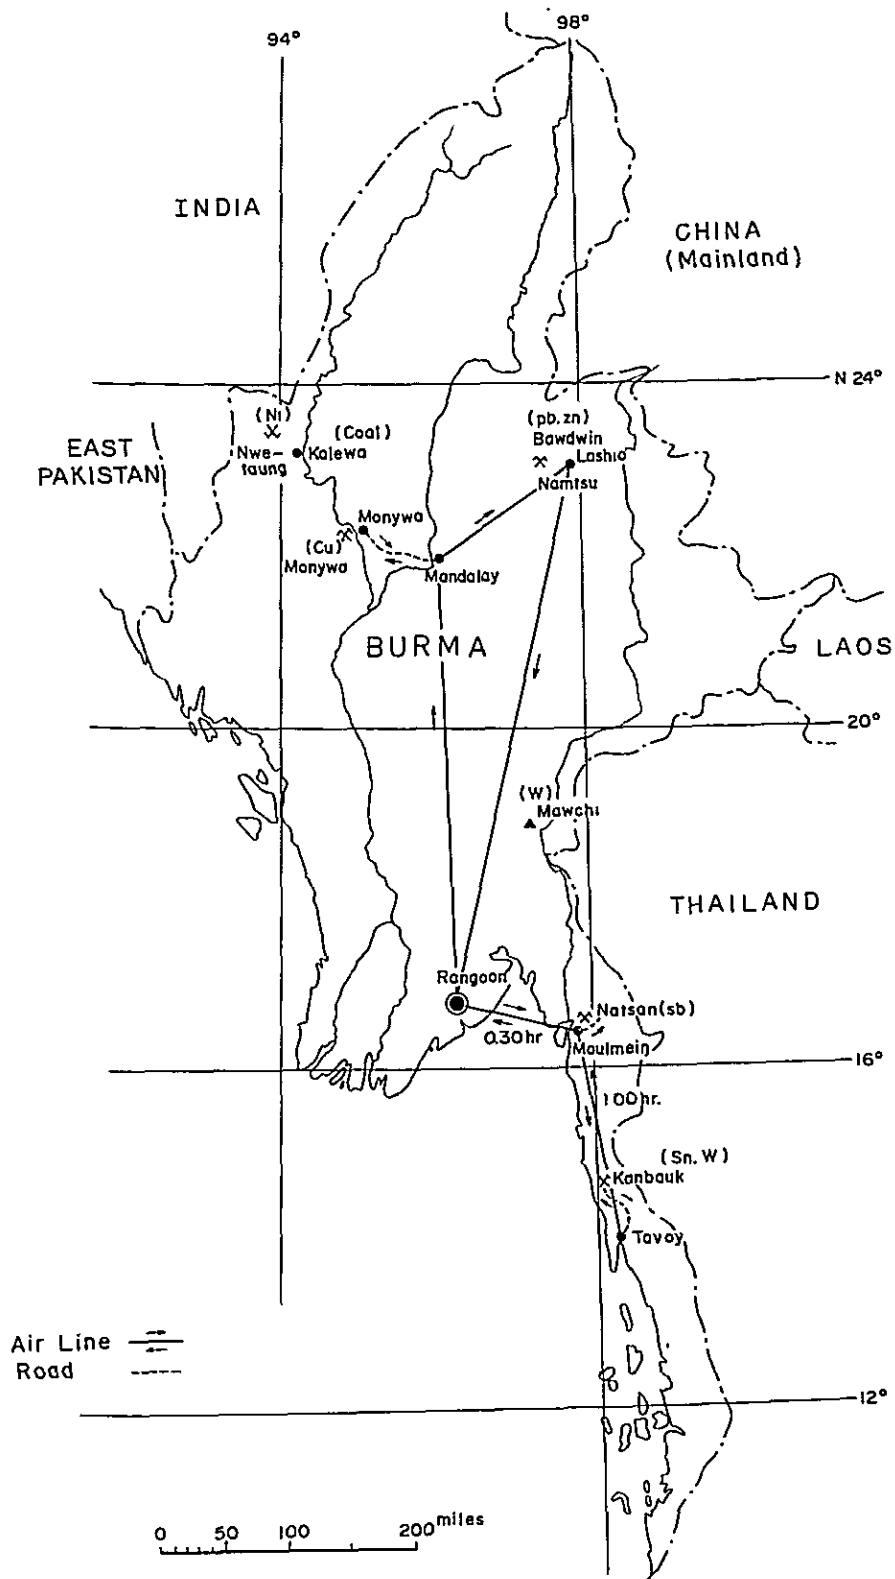 98°
94°
INDIA
CHINA
(Mainland)
N 24°
(Ni)
(Coal)
(pb.zn)
EAST
PAKISTAN
Nwe-
taung
Kalewa
Bawdwin
Lashio
Namtsu
Monywa
(Cu)
Monywa
Mandalay
BURMA
LAOS
20°
(W)
Mawchi
THAILAND
Rangoon
Natsan(sb)
0.30hr
Moulmein
16°
1 00hr.
(Sn. W)
Kanbauk
Tavoy
Air Line
Road
12°
0 50 100 200 miles